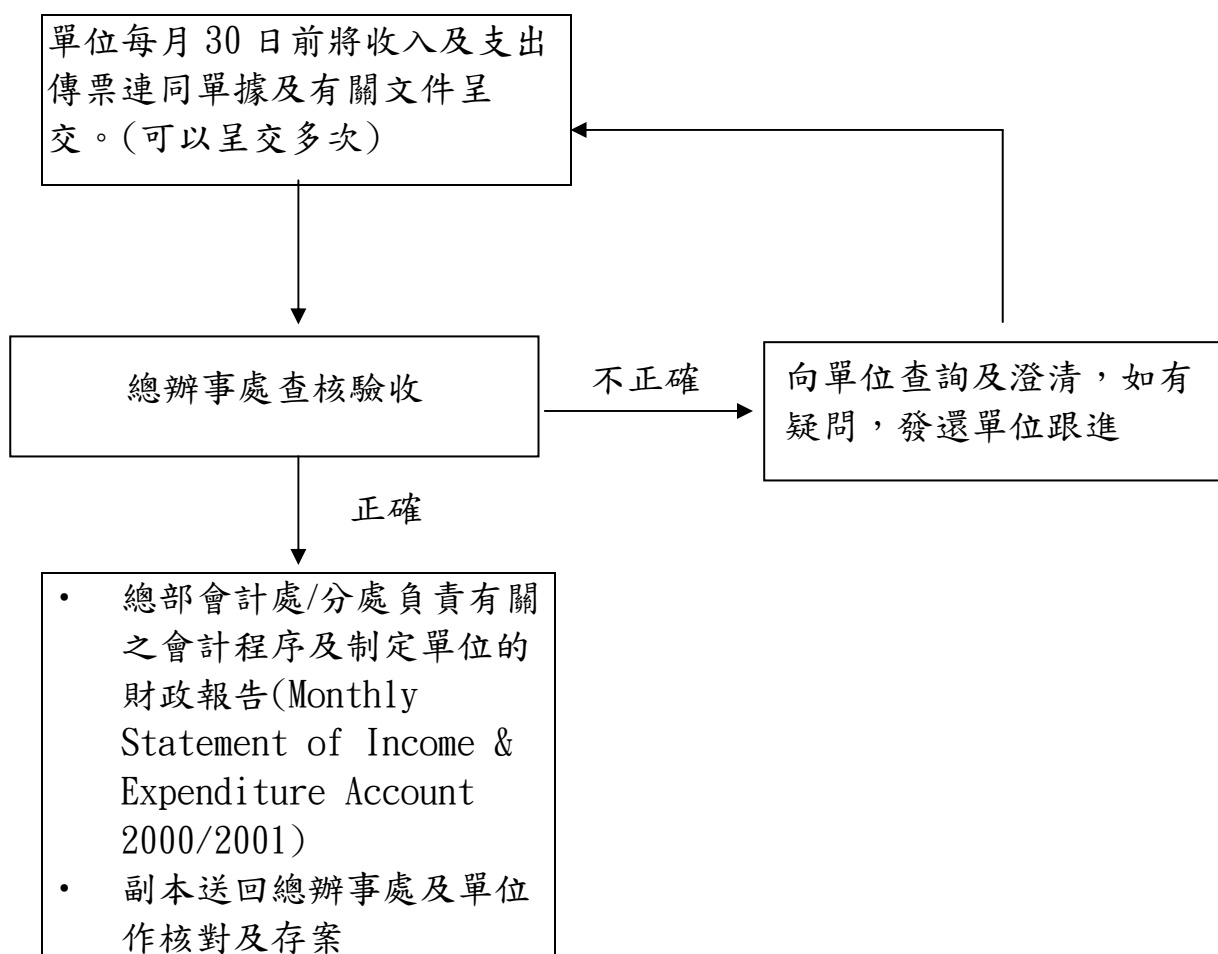 單位每月 30 日前將收入及支出
傳票連同單據及有關文件呈
交。(可以呈交多次)
總辦事處查核驗收
不正確
向單位查詢及澄清，如有
疑問，發還單位跟進
正確
• 總部會計處/分處負責有關
之會計程序及制定單位的
財政報告(Monthly
Statement of Income &
Expenditure Account
2000/2001)
• 副本送回總辦事處及單位
作核對及存案